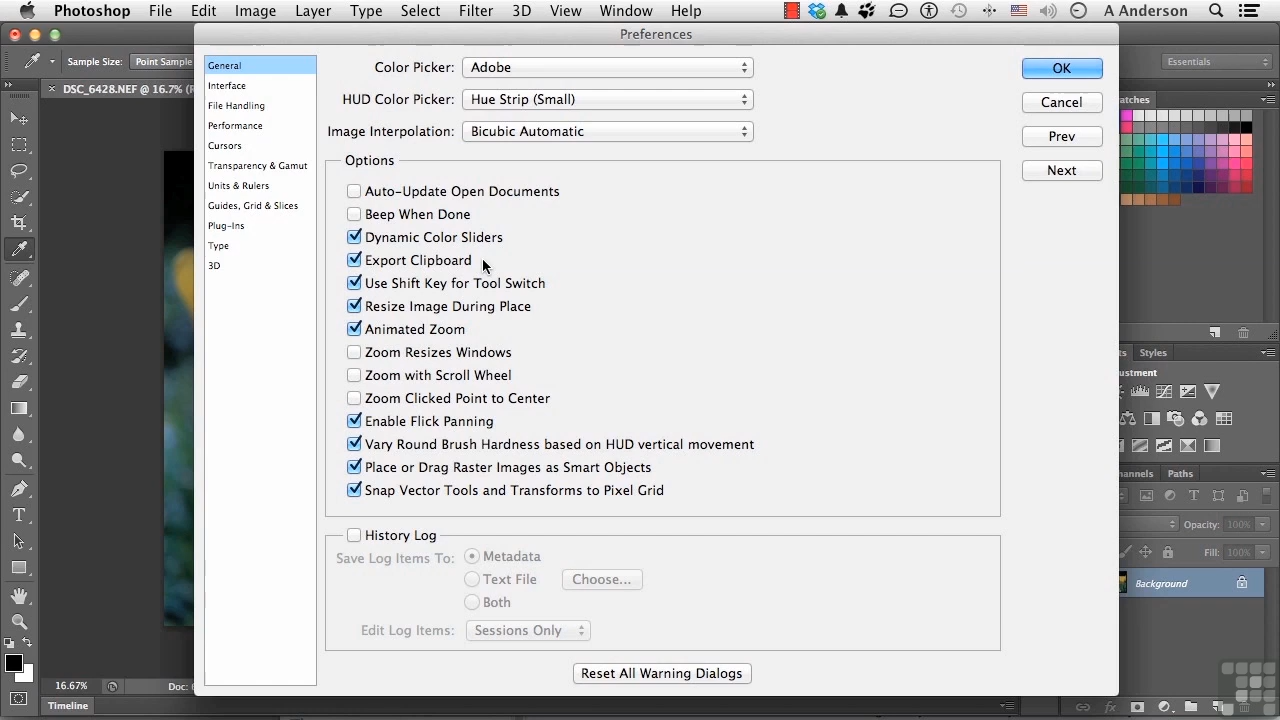 Photoshop File Edit Image Layer Type Select Filter 3D View Window Help A Anderson
Preferences
Sample Size: Point Sample
Essentials
DSC_6428.NEF @ 16.7% (R
General
Interface
File Handling
Performance
Cursors
Transparency & Gamut
Units & Rulers
Guides, Grid & Slices
Plug-Ins
Type
3D
Color Picker: Adobe
HUD Color Picker: Hue Strip (Small)
Image Interpolation: Bicubic Automatic
Options
Auto-Update Open Documents
Beep When Done
Dynamic Color Sliders
Export Clipboard
Use Shift Key for Tool Switch
Resize Image During Place
Animated Zoom
Zoom Resizes Windows
Zoom with Scroll Wheel
Zoom Clicked Point to Center
Enable Flick Panning
Vary Round Brush Hardness based on HUD vertical movement
Place or Drag Raster Images as Smart Objects
Snap Vector Tools and Transforms to Pixel Grid
History Log
Save Log Items To: Metadata
Text File Choose...
Both
Edit Log Items: Sessions Only
Reset All Warning Dialogs
OK
Cancel
Prev
Next
atches
ts Styles
djustment
hannels Paths
Opacity: 100%
Fill: 100%
Background
16.67% Doc: 6
Timeline